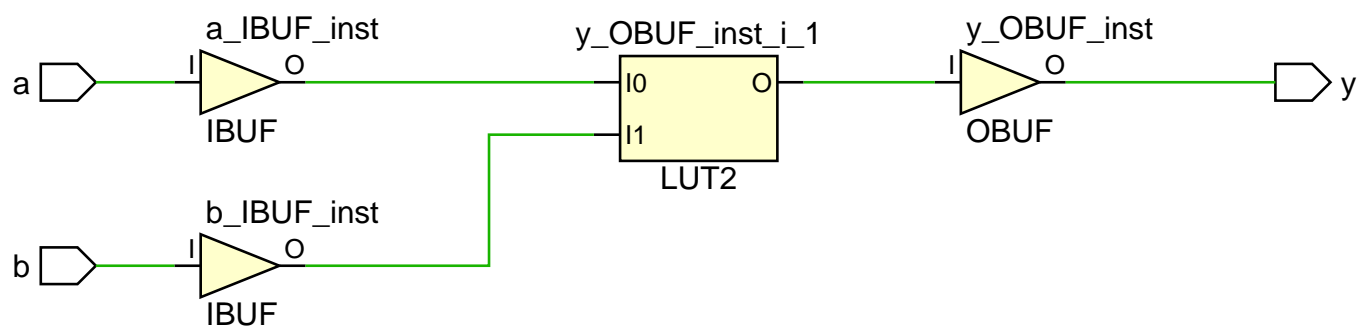 a_IBUF_inst
y_OBUF_inst_i_1
y_OBUF_inst
a
I
O
I0
O
I
O
y
IBUF
I1
OBUF
LUT2
b_IBUF_inst
b
I
O
IBUF